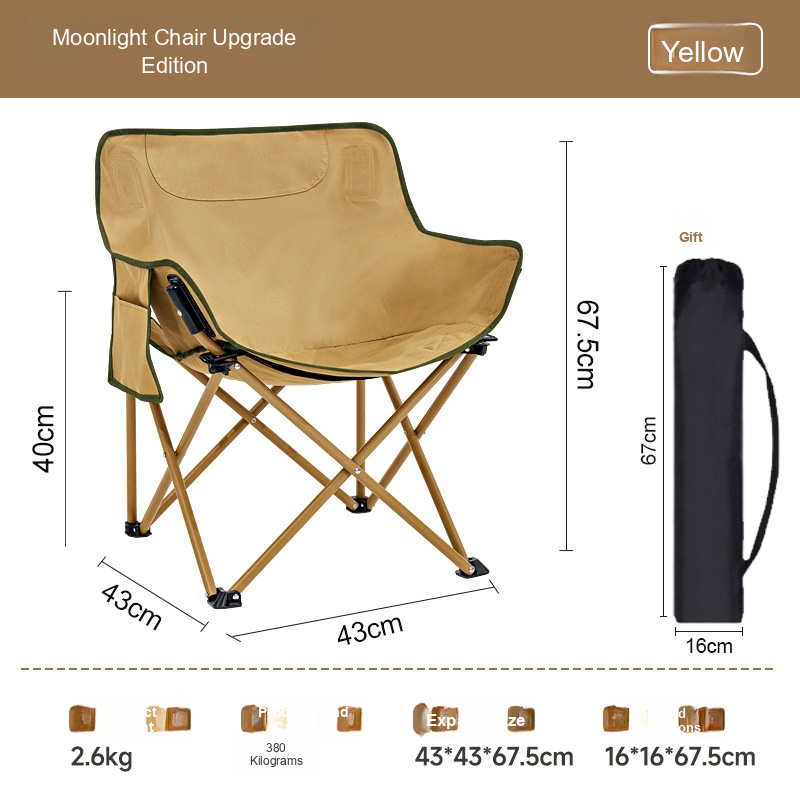 Moonlight Chair Upgrade
Edition
Yellow
Gift
67.5cm
40cm
67cm
43cm
43cm
16cm
2.6kg
380
Kilograms
43*43*67.5cm
16*16*67.5cm